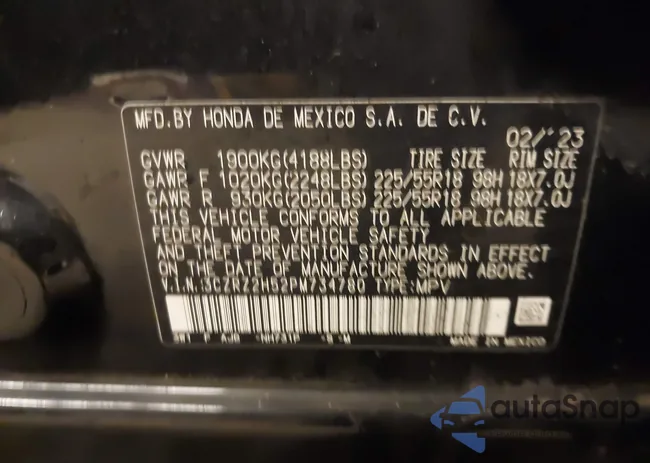 MFD.BY HONDA DE MEXICO S.A. DE C.V.
02/'23
GVWR 1900KG(4188LBS) TIRE SIZE RIM SIZE
GAWR F 1020KG(2248LBS) 225/55R18 98H 18X7.0J
GAWR R 930KG(2050LBS) 225/55R18 98H 18X7.0J
THIS VEHICLE CONFORMS TO ALL APPLICABLE
FEDERAL MOTOR VEHICLE SAFETY
AND THEFT PREVENTION STANDARDS IN EFFECT
ON THE DATE OF MANUFACTURE SHOWN ABOVE.
V.I.N.:3CZRZ2H52PM734780 TYPE:MPV
MADE IN MEXICO
autoSnap